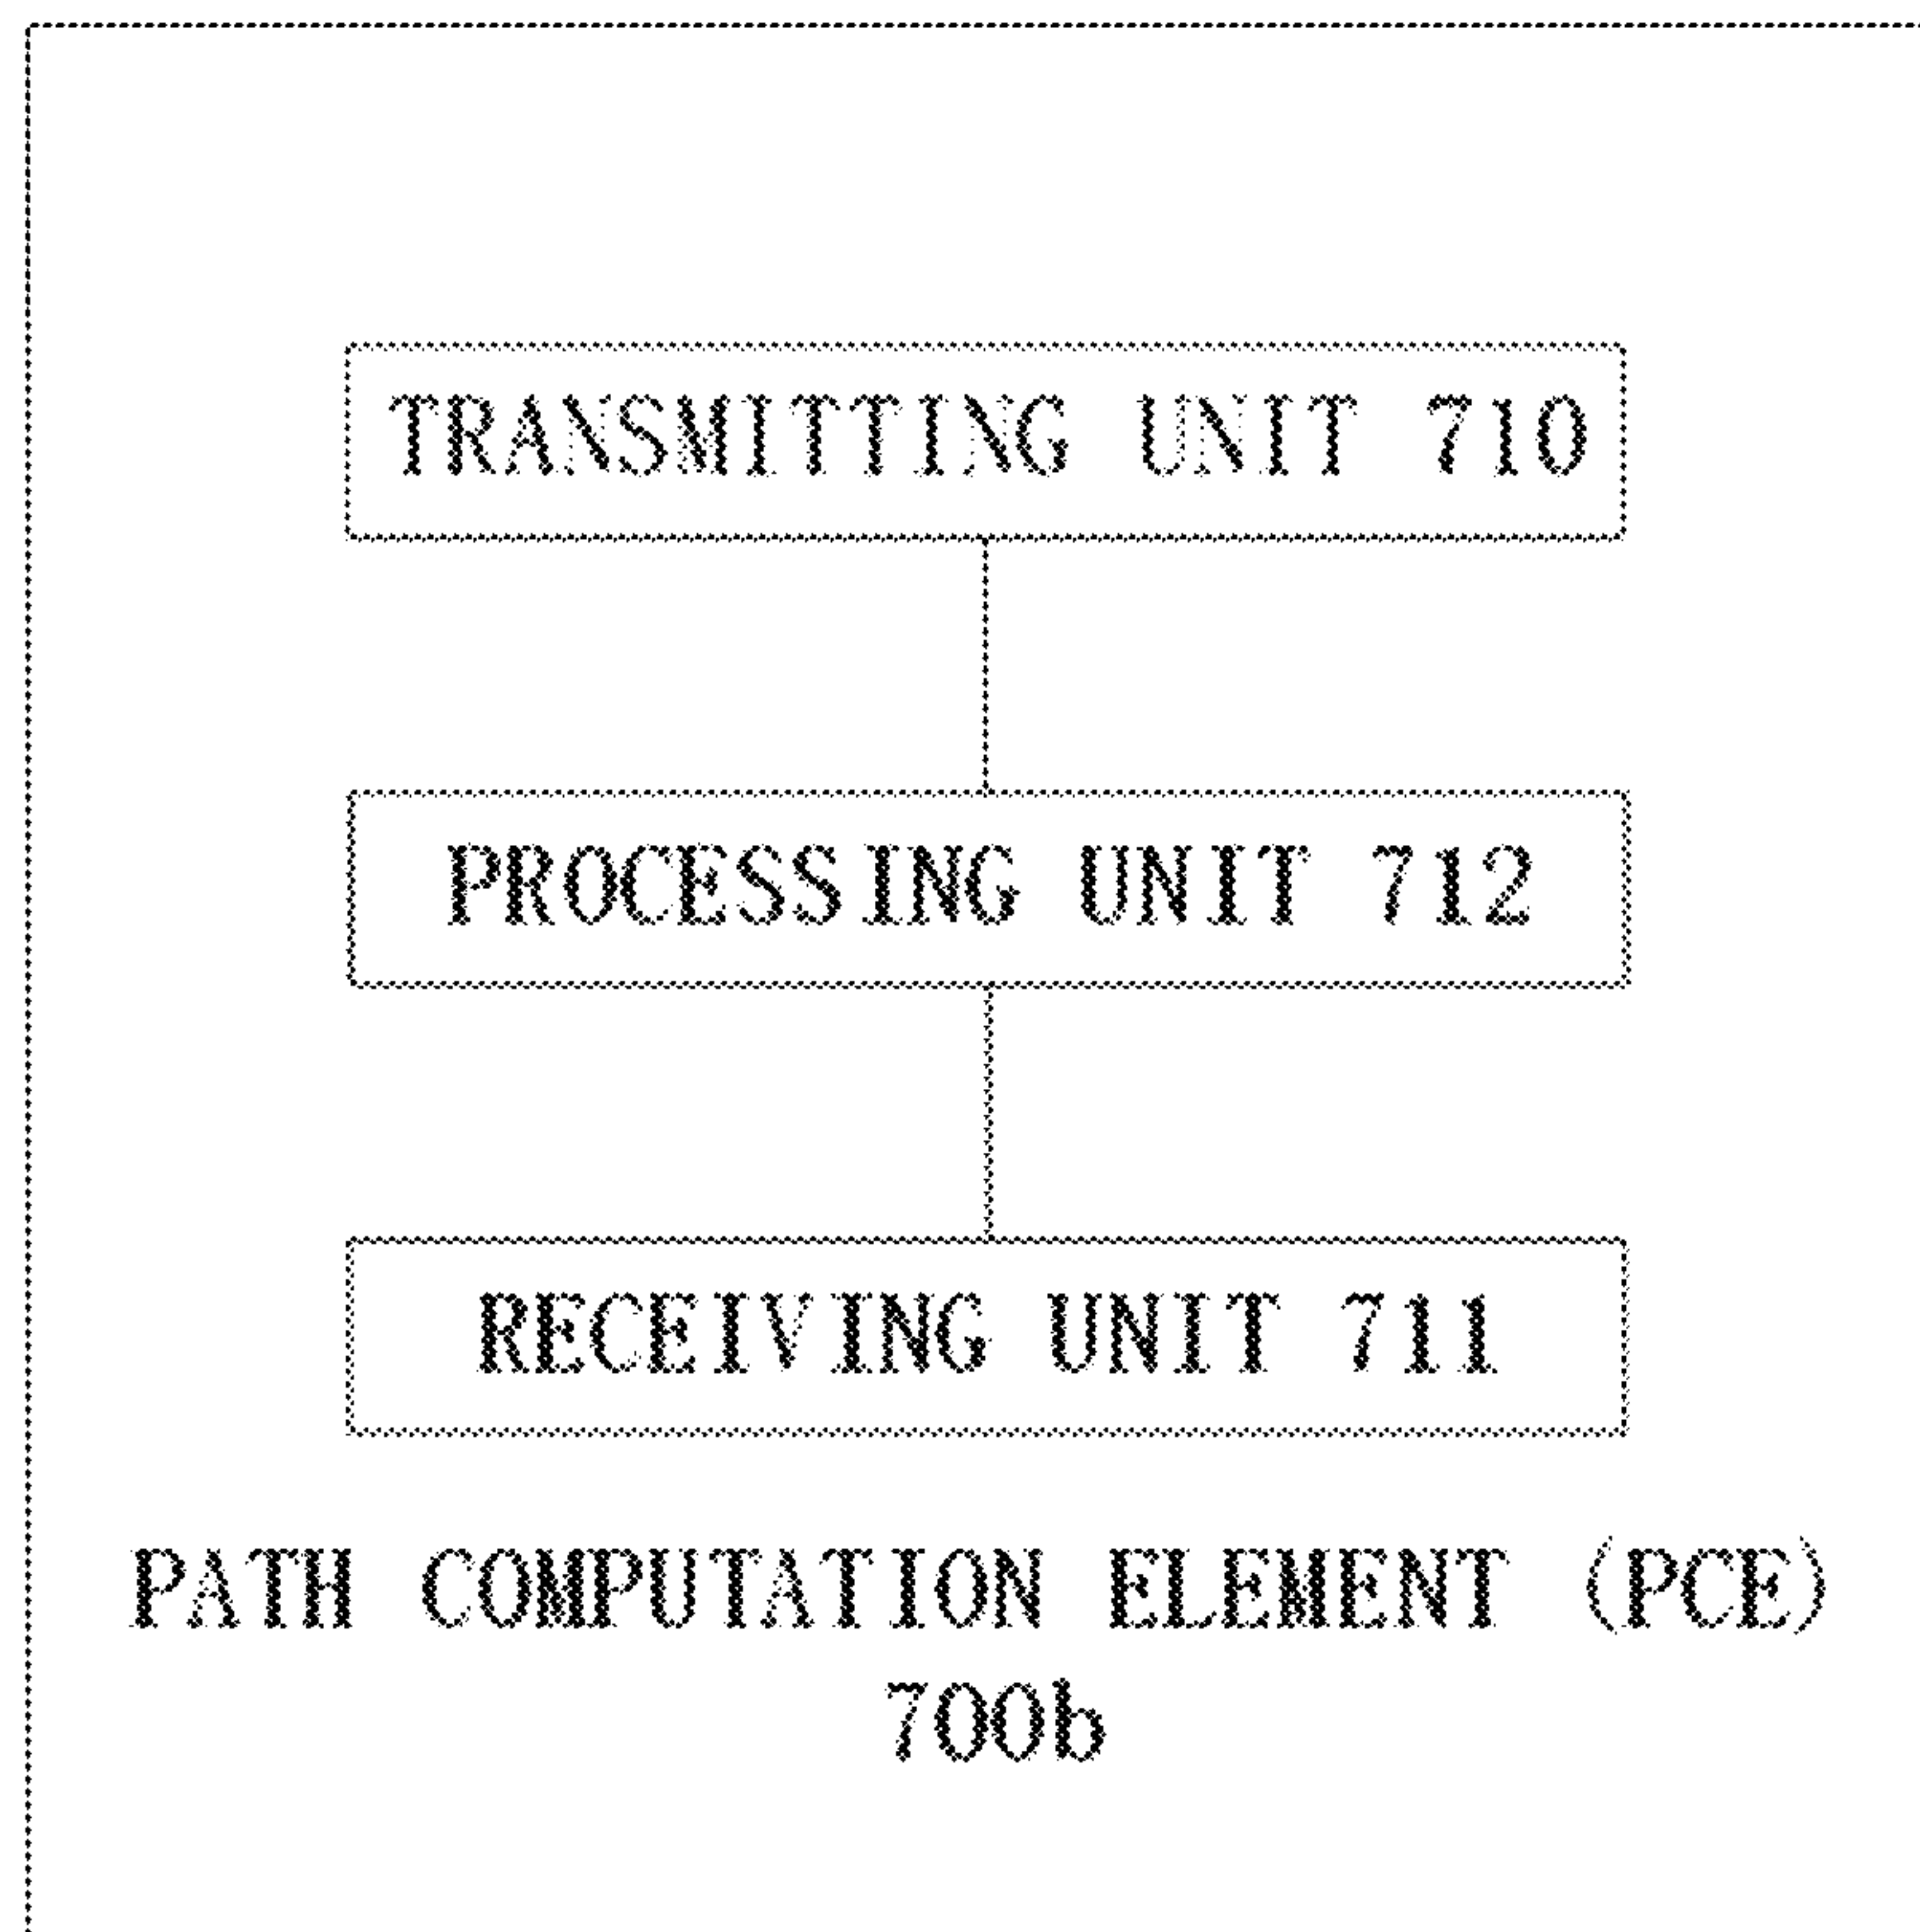 TRANSMITTING UNIT 710
PROCESSING UNIT 712
RECEIVING UNIT 711
PATH COMPUTATION ELEMENT (PCE)
700b